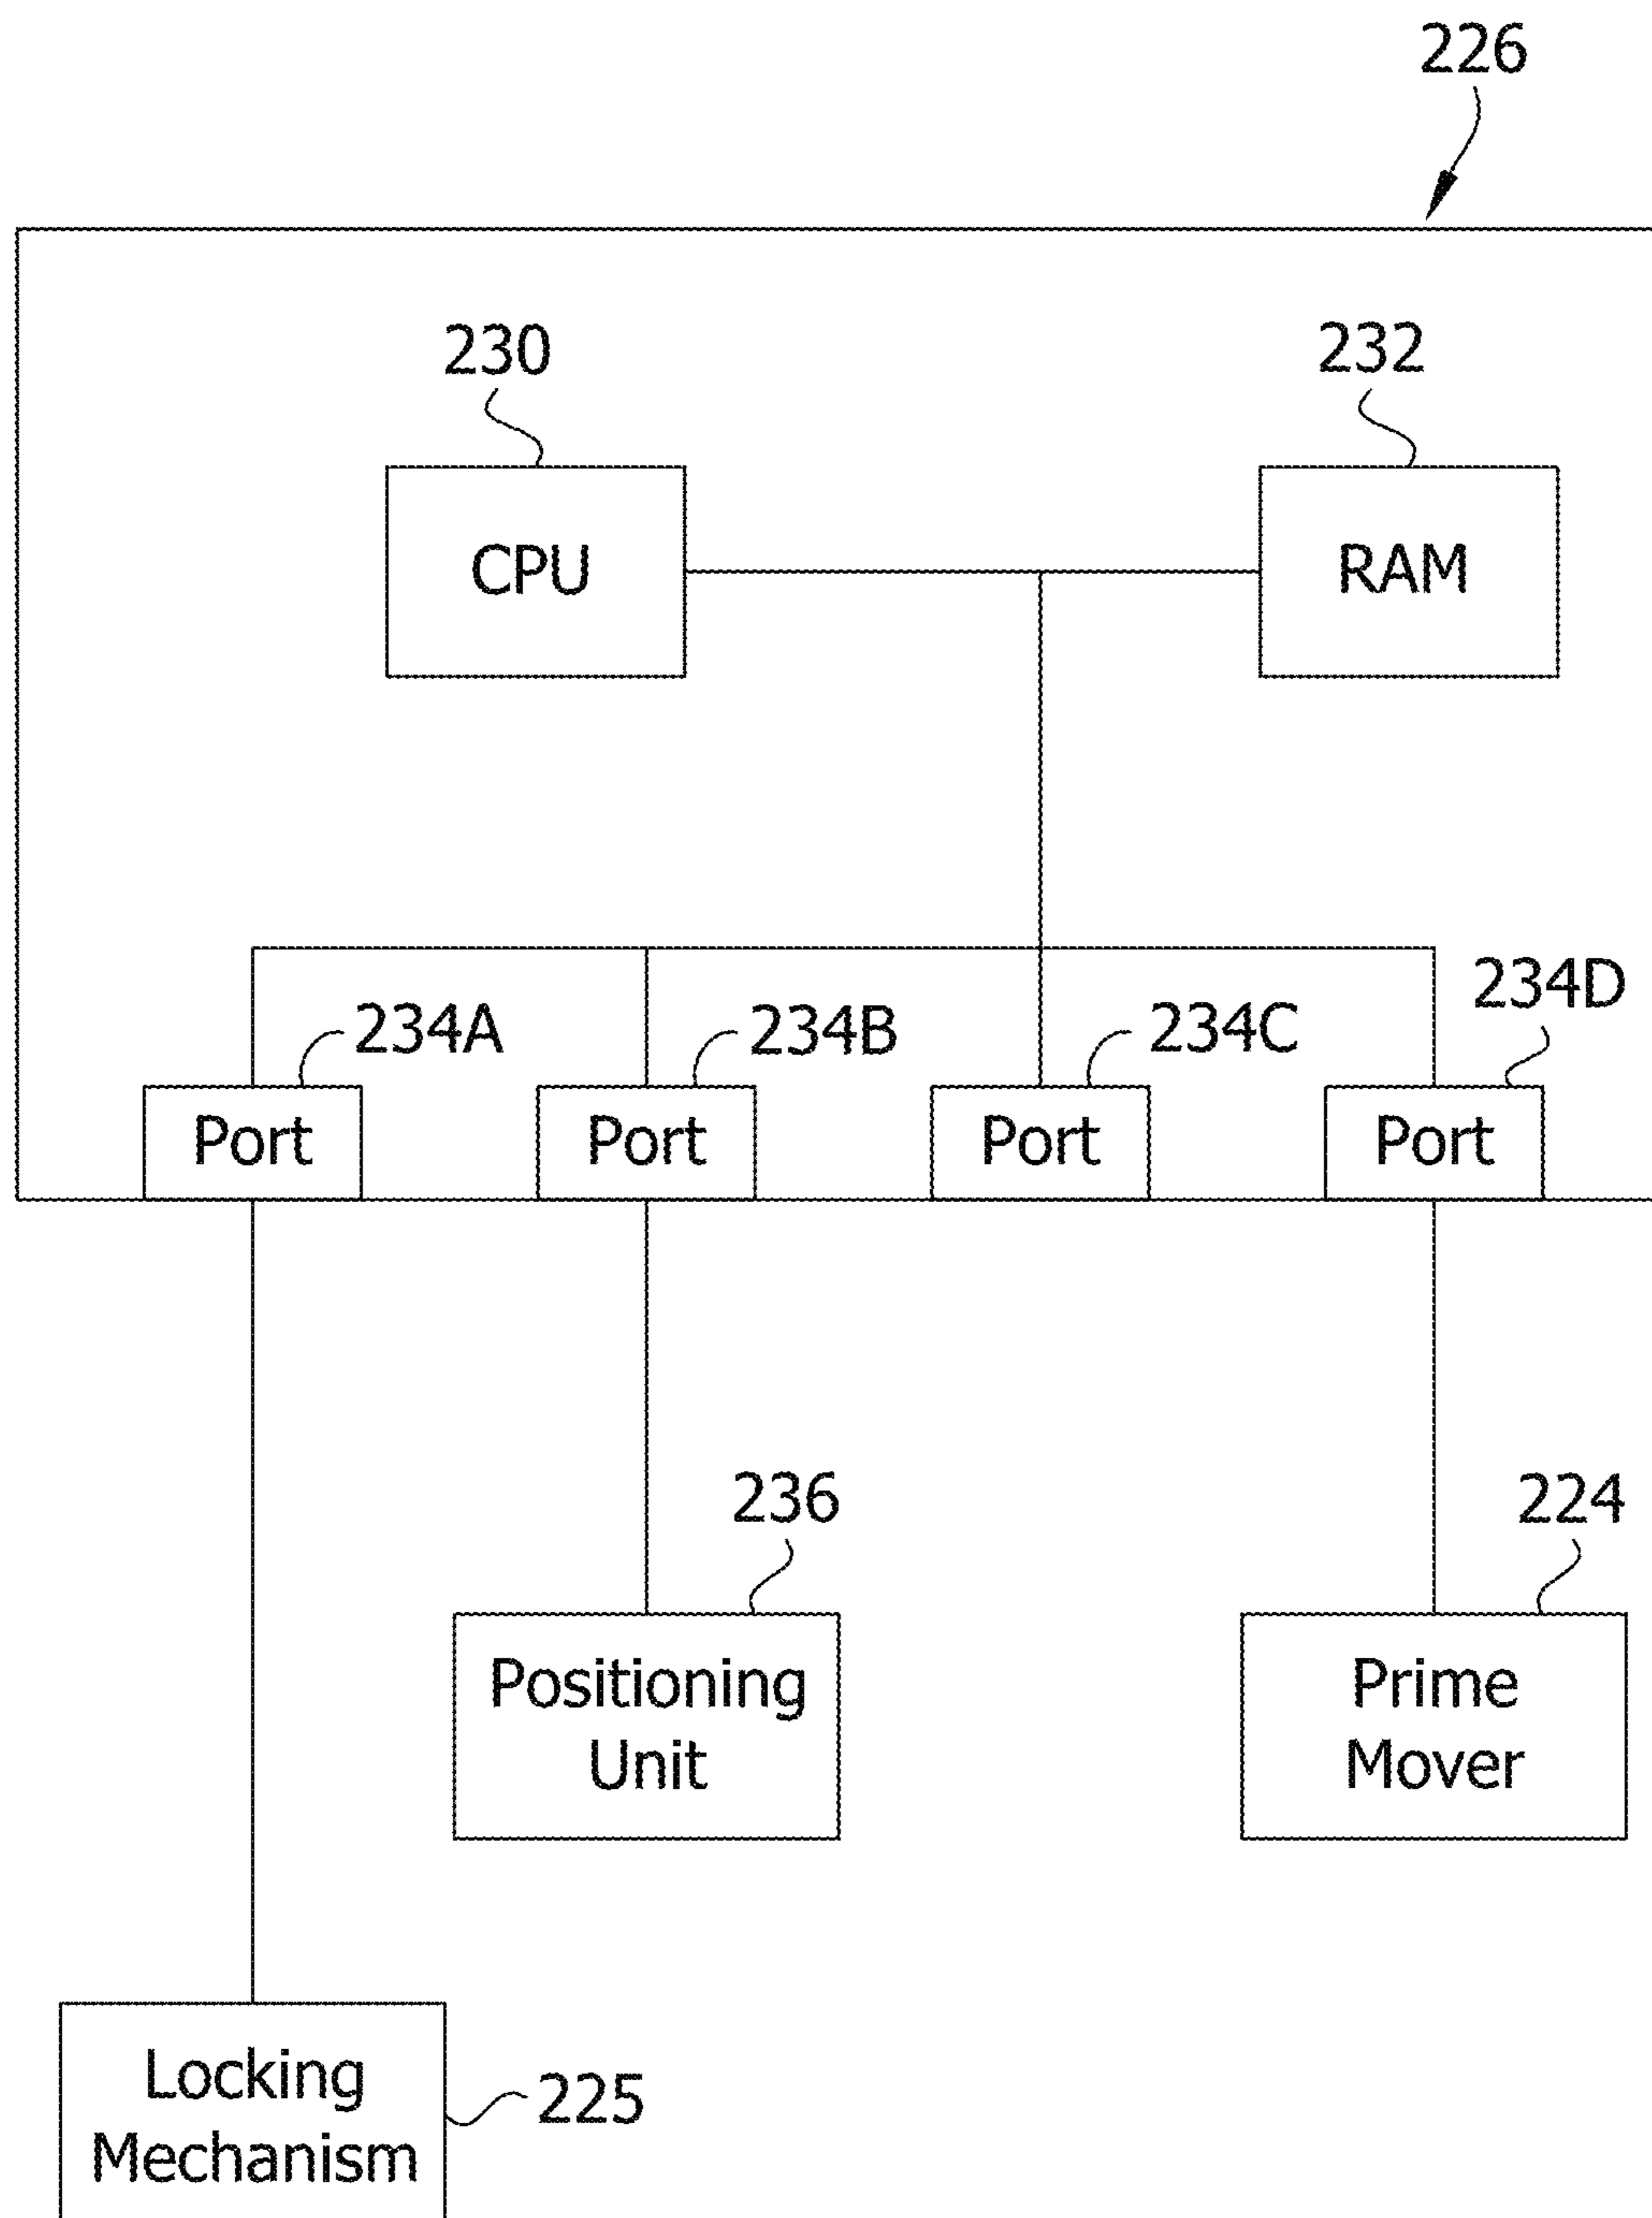 226
230
232
CPU
RAM
234A
234B
234C
234D
Port
Port
Port
Port
236
224
Positioning
Unit
Prime
Mover
Locking
Mechanism
225